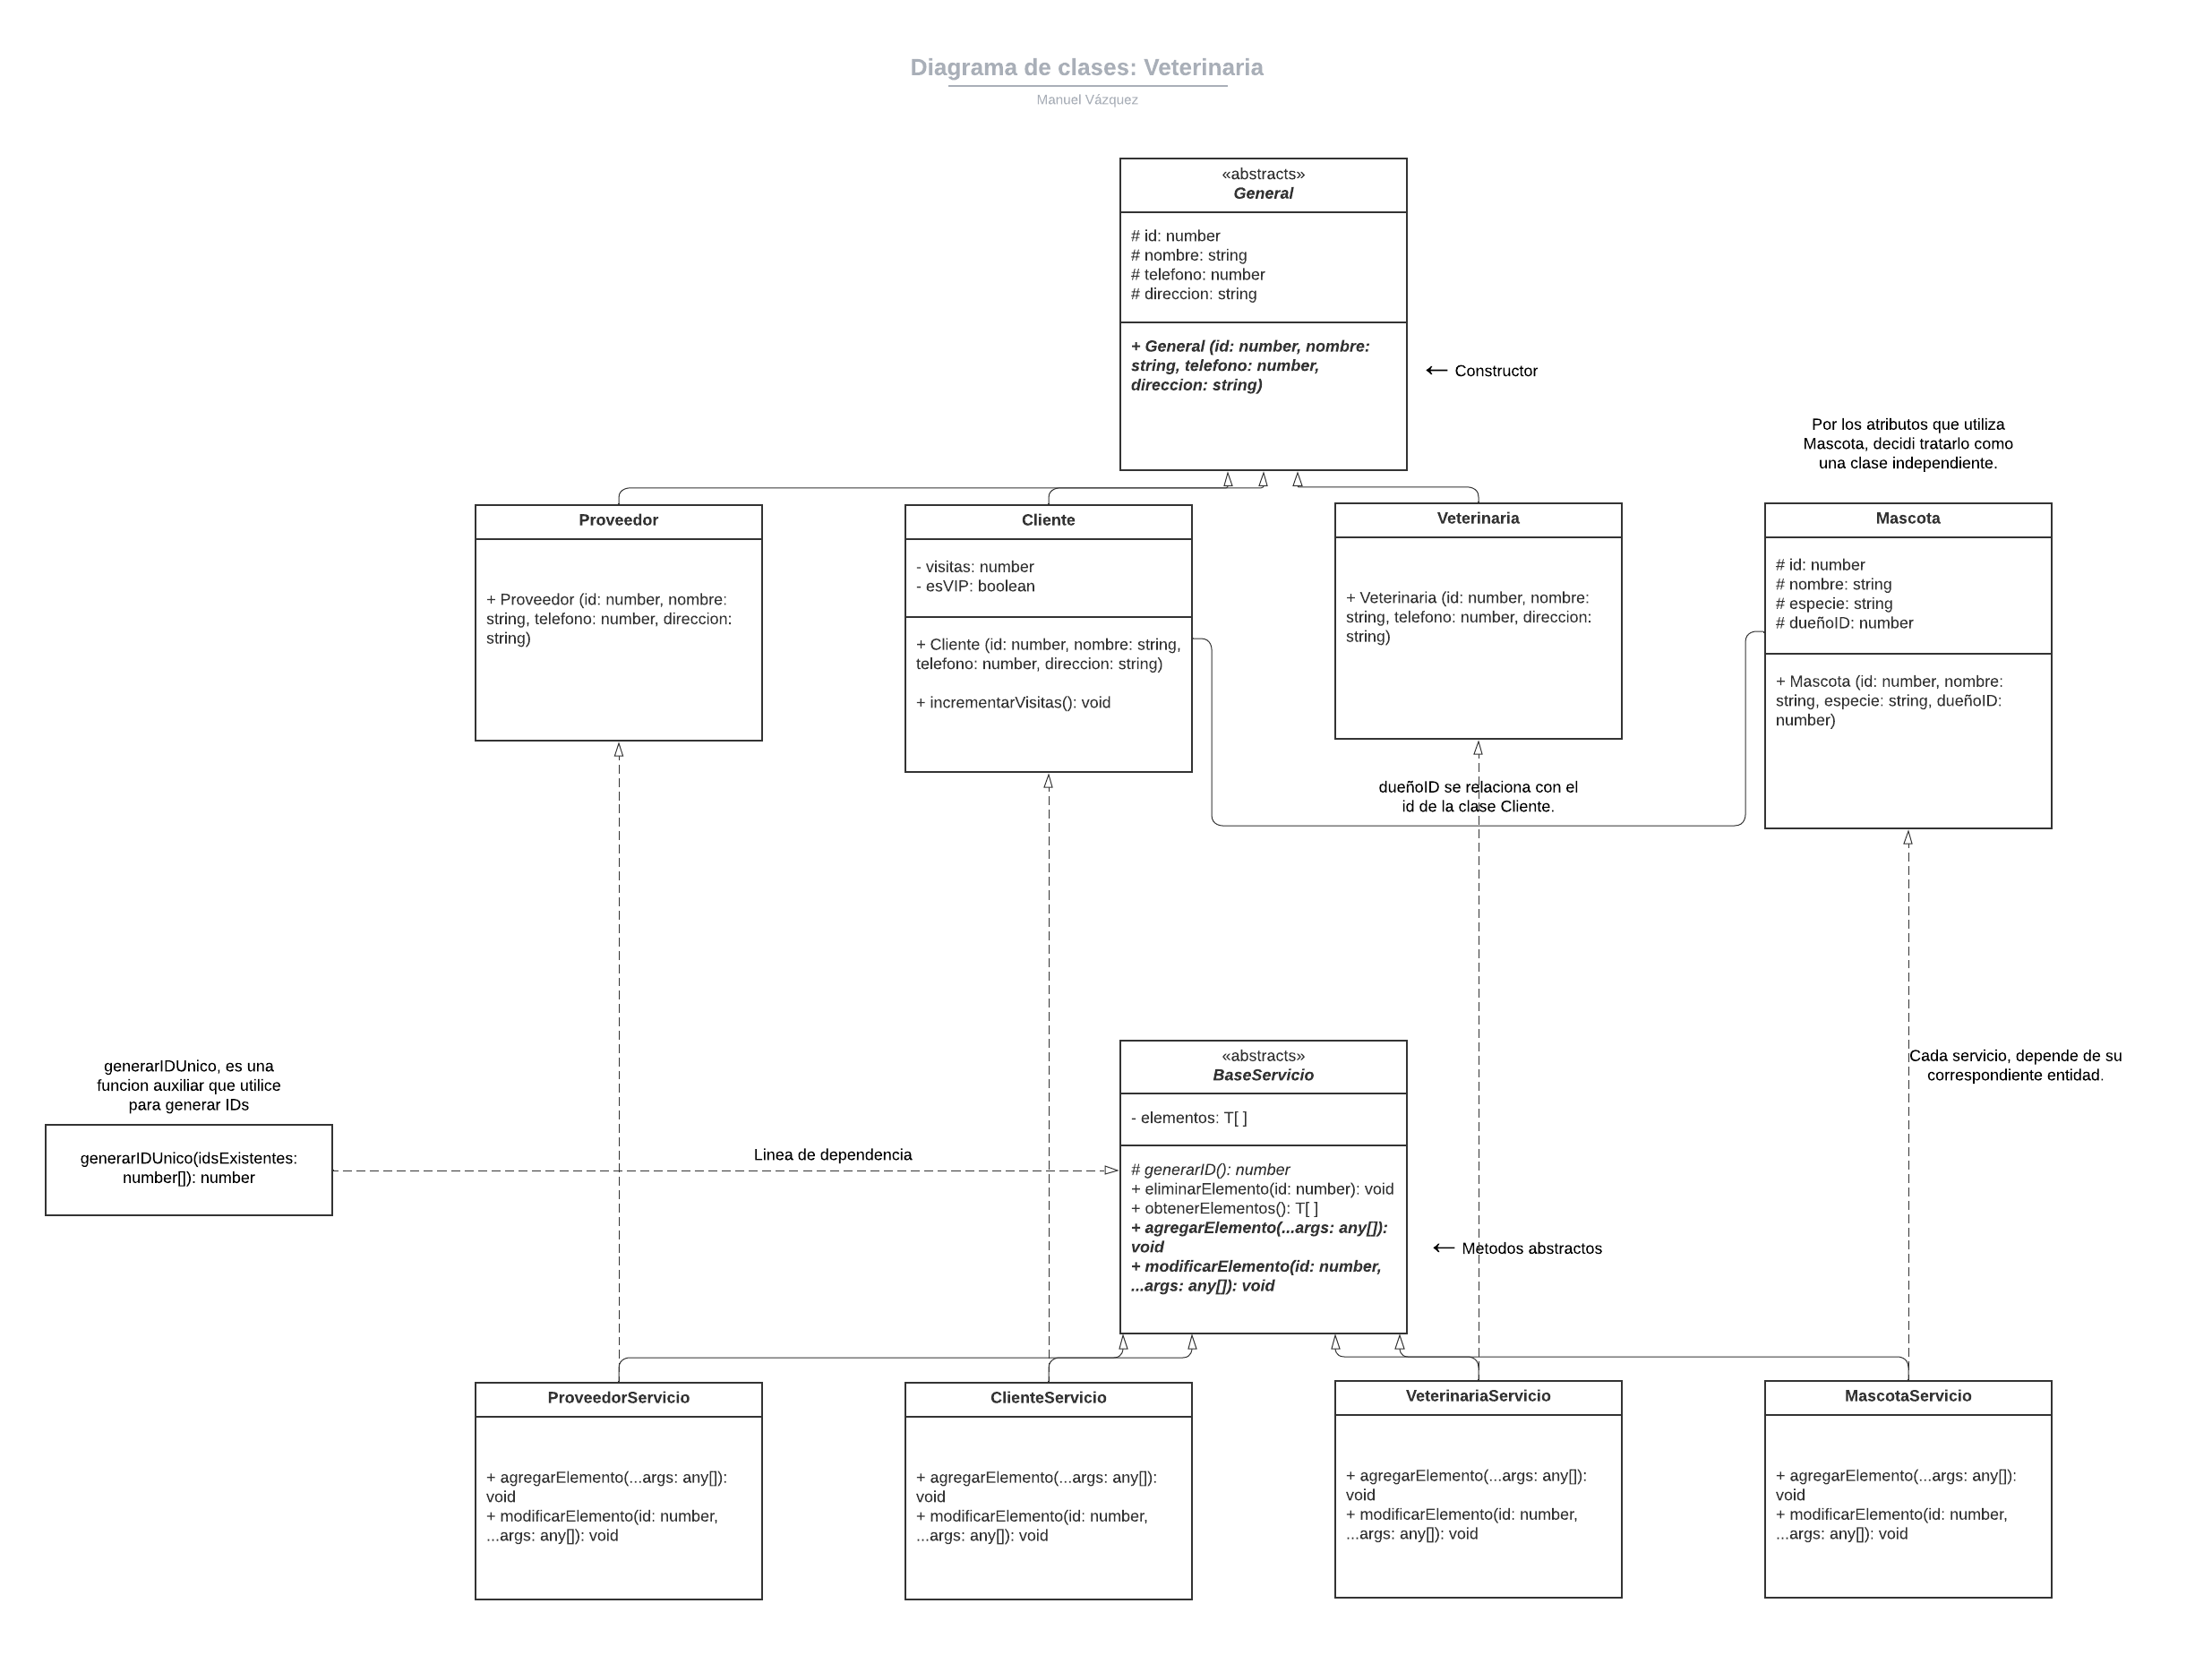 Diagrama de clases: Veterinaria
Manuel Vázquez
«abstracts»
General
# id: number
# nombre: string
# telefono: number
# direccion: string
+ General (id: number, nombre:
string, telefono: number,
direccion: string)
← Constructor
Por los atributos que utiliza
Mascota, decidi tratarlo como
una clase independiente.
Proveedor
+ Proveedor (id: number, nombre:
string, telefono: number, direccion:
string)
Cliente
- visitas: number
- esVIP: boolean
+ Cliente (id: number, nombre: string,
telefono: number, direccion: string)
+ incrementarVisitas(): void
Veterinaria
+ Veterinaria (id: number, nombre:
string, telefono: number, direccion:
string)
Mascota
# id: number
# nombre: string
# especie: string
# dueñoID: number
+ Mascota (id: number, nombre:
string, especie: string, dueñoID:
number)
dueñoID se relaciona con el
id de la clase Cliente.
generarIDUnico, es una
funcion auxiliar que utilice
para generar IDs
generarIDUnico(idsExistentes:
number[]): number
Linea de dependencia
«abstracts»
BaseServicio
- elementos: T[ ]
# generarID(): number
+ eliminarElemento(id: number): void
+ obtenerElementos(): T[ ]
+ agregarElemento(...args: any[]):
void
+ modificarElemento(id: number,
...args: any[]): void
← Metodos abstractos
Cada servicio, depende de su
correspondiente entidad.
ProveedorServicio
+ agregarElemento(...args: any[]):
void
+ modificarElemento(id: number,
...args: any[]): void
ClienteServicio
+ agregarElemento(...args: any[]):
void
+ modificarElemento(id: number,
...args: any[]): void
VeterinariaServicio
+ agregarElemento(...args: any[]):
void
+ modificarElemento(id: number,
...args: any[]): void
MascotaServicio
+ agregarElemento(...args: any[]):
void
+ modificarElemento(id: number,
...args: any[]): void